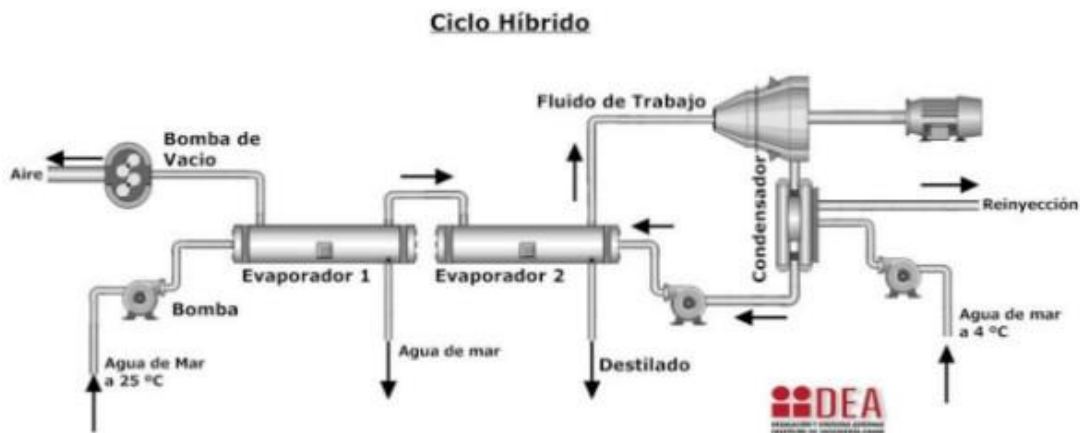 Ciclo Híbrido
Fluido de Trabajo
Bomba de
Vacio
Aire
Condensador
Reinyección
Evaporador 1
Evaporador 2
Bomba
Agua de mar
Destilado
Agua de Mar
a 25 ºC
Agua de mar
a 4 ºC
IIDEA